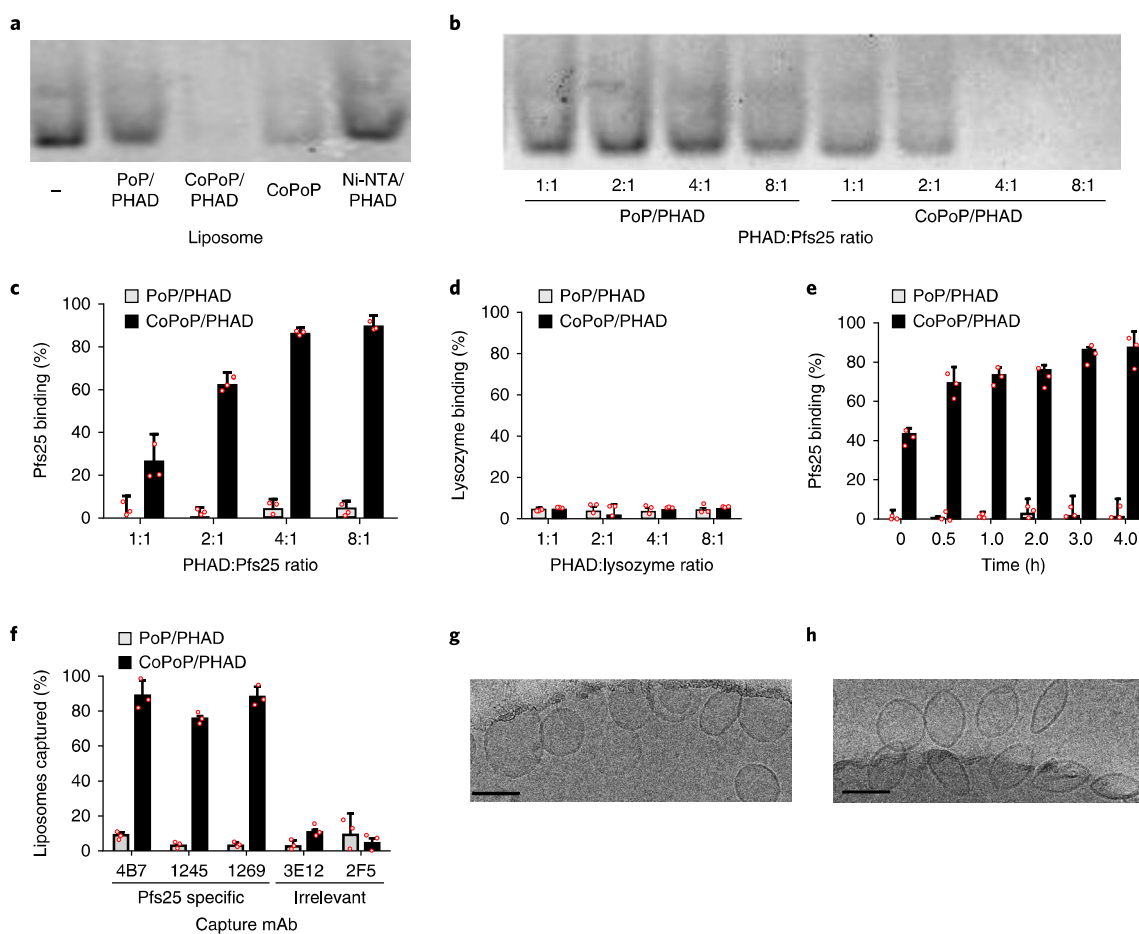 a
–
PoP/ PHAD
CoPoP/ PHAD
CoPoP
Ni-NTA/ PHAD
Liposome
b
1:1 2:1 4:1 8:1 1:1 2:1 4:1 8:1
PoP/PHAD CoPoP/PHAD
PHAD:Pfs25 ratio
c
PoP/PHAD
CoPoP/PHAD
Pfs25 binding (%)
100
80
60
40
20
0
1:1 2:1 4:1 8:1
PHAD:Pfs25 ratio
d
PoP/PHAD
CoPoP/PHAD
Lysozyme binding (%)
100
80
60
40
20
0
1:1 2:1 4:1 8:1
PHAD:lysozyme ratio
e
PoP/PHAD
CoPoP/PHAD
Pfs25 binding (%)
100
80
60
40
20
0
0 0.5 1.0 2.0 3.0 4.0
Time (h)
f
PoP/PHAD
CoPoP/PHAD
Liposomes captured (%)
100
80
60
40
20
0
4B7 1245 1269 3E12 2F5
Pfs25 specific Irrelevant
Capture mAb
g
h